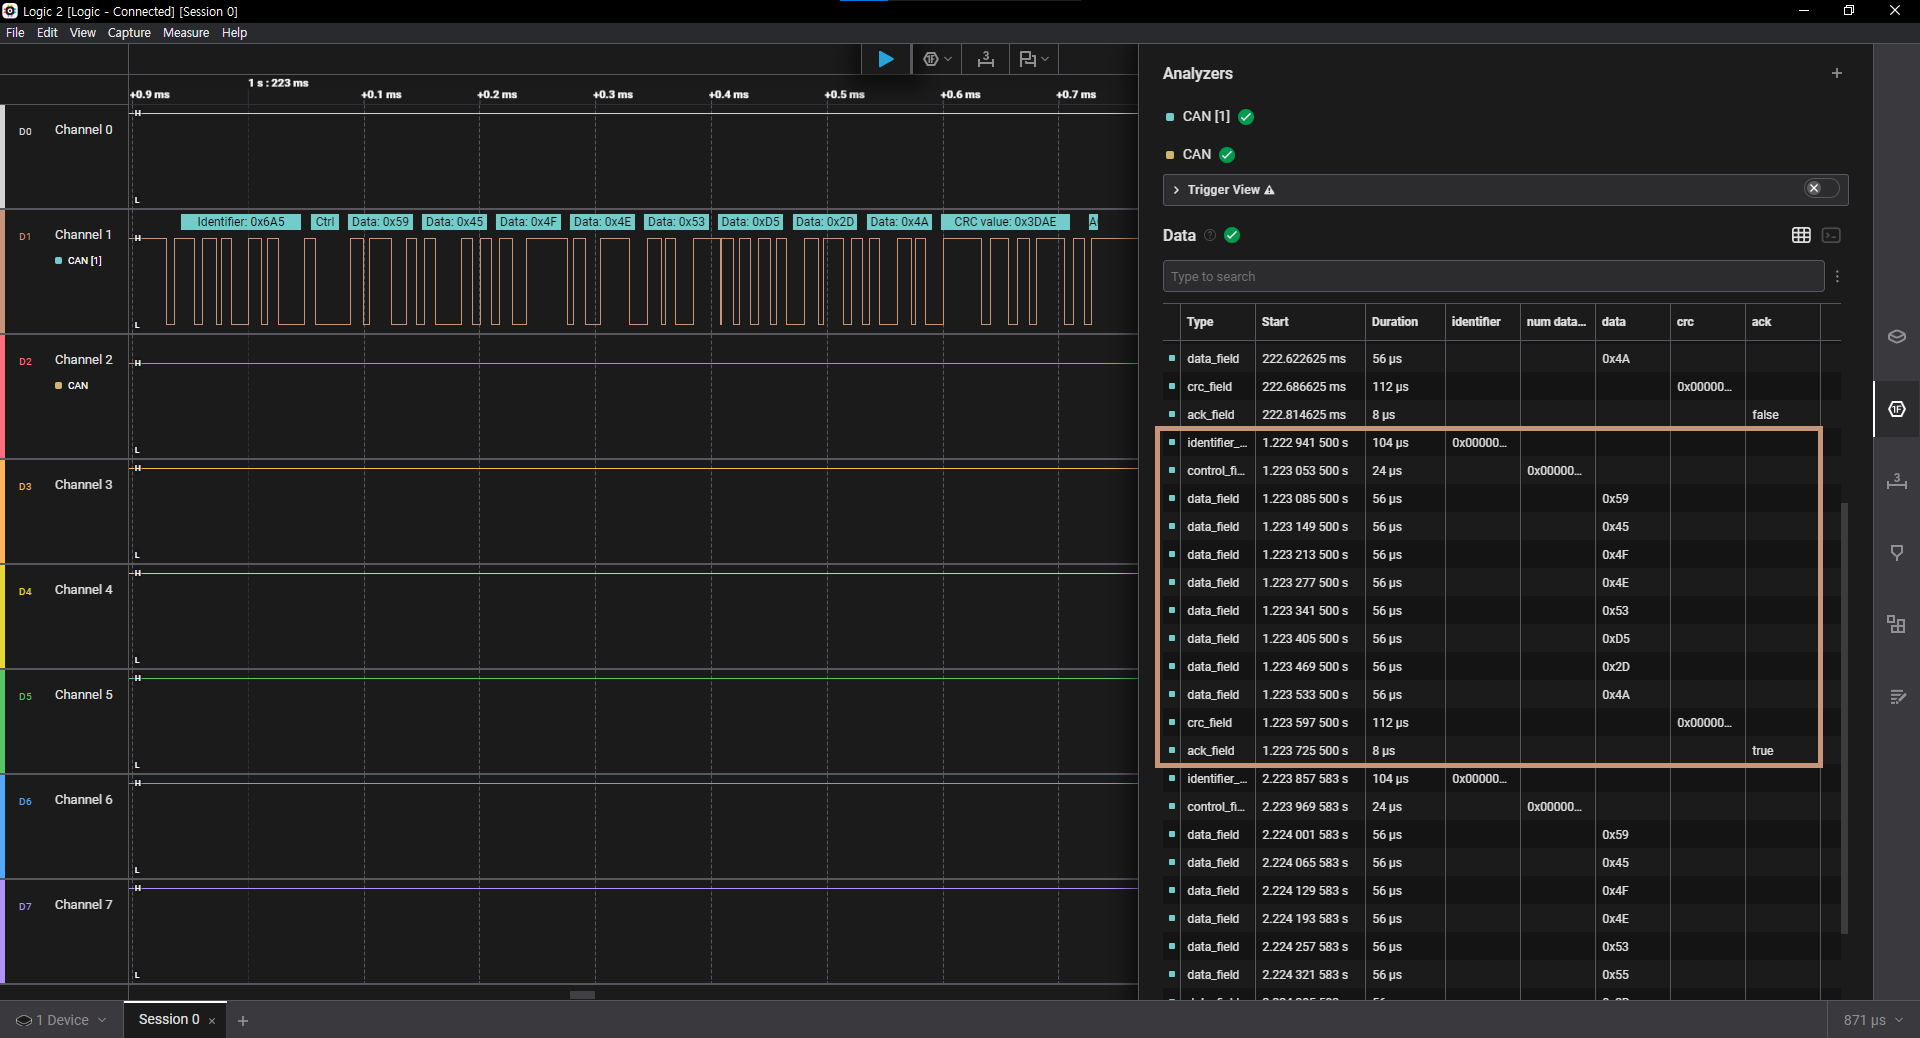 Logic 2 [Logic - Connected] [Session 0]
File Edit View Capture Measure Help
1 s : 223 ms
+0.9 ms +0.1 ms +0.2 ms +0.3 ms +0.4 ms +0.5 ms +0.6 ms +0.7 ms
D0 Channel 0
H
L
D1 Channel 1
CAN [1]
Identifier: 0x6A5 Ctrl Data: 0x59 Data: 0x45 Data: 0x4F Data: 0x4E Data: 0x53 Data: 0xD5 Data: 0x2D Data: 0x4A CRC value: 0x3DAE A
H
L
D2 Channel 2
CAN
H
L
D3 Channel 3
H
L
D4 Channel 4
H
L
D5 Channel 5
H
L
D6 Channel 6
H
L
D7 Channel 7
H
L
Analyzers
CAN [1]
CAN
Trigger View
Data
Type to search
Type Start Duration identifier num data... data crc ack
data_field 222.622625 ms 56 µs 0x4A
crc_field 222.686625 ms 112 µs 0x00000...
ack_field 222.814625 ms 8 µs false
identifier_... 1.222 941 500 s 104 µs 0x00000...
control_fi... 1.223 053 500 s 24 µs 0x00000...
data_field 1.223 085 500 s 56 µs 0x59
data_field 1.223 149 500 s 56 µs 0x45
data_field 1.223 213 500 s 56 µs 0x4F
data_field 1.223 277 500 s 56 µs 0x4E
data_field 1.223 341 500 s 56 µs 0x53
data_field 1.223 405 500 s 56 µs 0xD5
data_field 1.223 469 500 s 56 µs 0x2D
data_field 1.223 533 500 s 56 µs 0x4A
crc_field 1.223 597 500 s 112 µs 0x00000...
ack_field 1.223 725 500 s 8 µs true
identifier_... 2.223 857 583 s 104 µs 0x00000...
control_fi... 2.223 969 583 s 24 µs 0x00000...
data_field 2.224 001 583 s 56 µs 0x59
data_field 2.224 065 583 s 56 µs 0x45
data_field 2.224 129 583 s 56 µs 0x4F
data_field 2.224 193 583 s 56 µs 0x4E
data_field 2.224 257 583 s 56 µs 0x53
data_field 2.224 321 583 s 56 µs 0x55
3
1F
3
1 Device Session 0 × + 871 µs